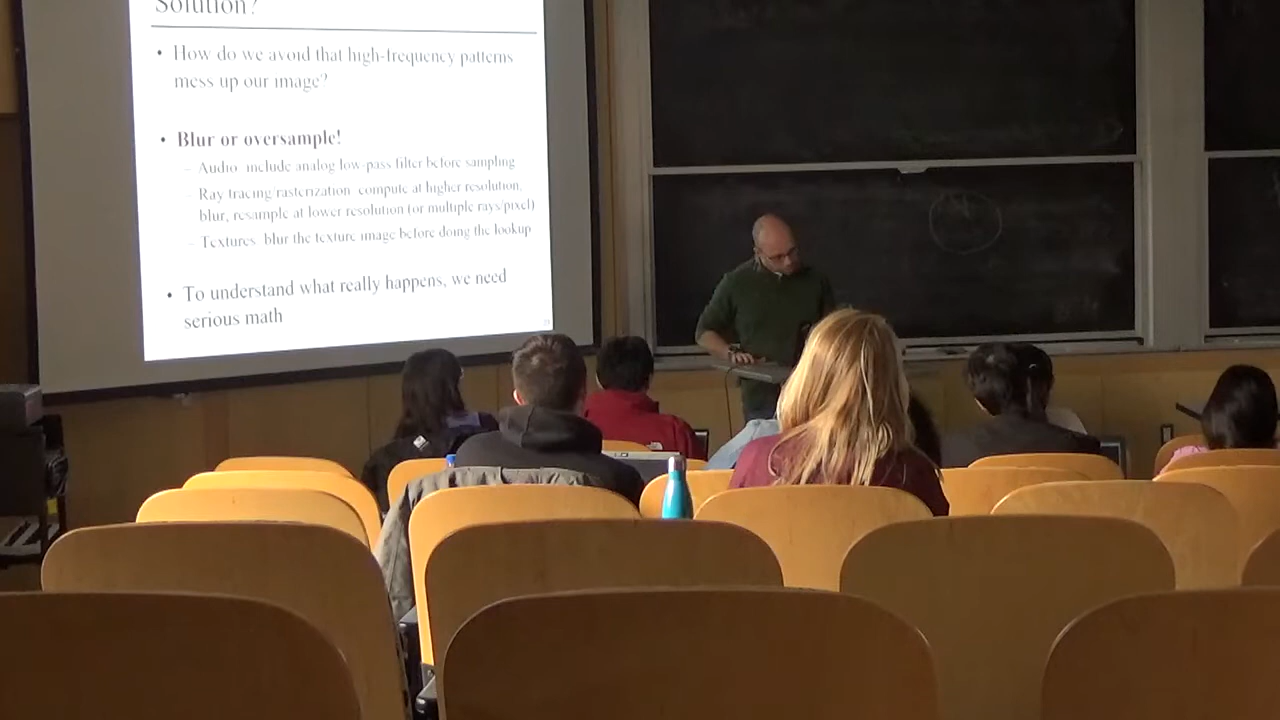 Solution?
• How do we avoid that high-frequency patterns
mess up our image?
• Blur or oversample!
– Audio include analog low-pass filter before sampling
– Ray tracing/rasterization compute at higher resolution,
blur, resample at lower resolution (or multiple rays/pixel)
– Textures blur the texture image before doing the lookup
• To understand what really happens, we need
serious math